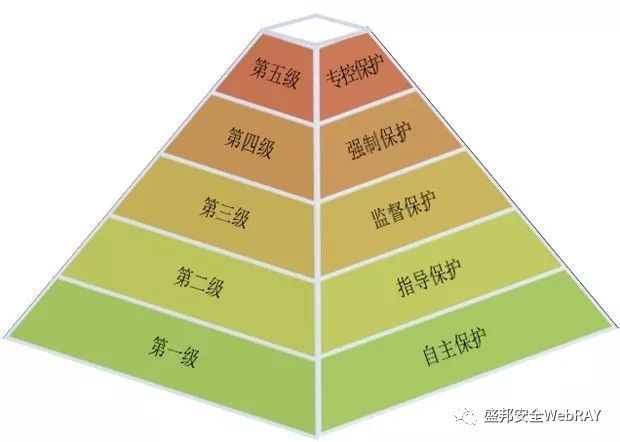 第五级 专控保护
第四级 强制保护
第三级 监督保护
第二级 指导保护
第一级 自主保护
盛邦安全WebRAY